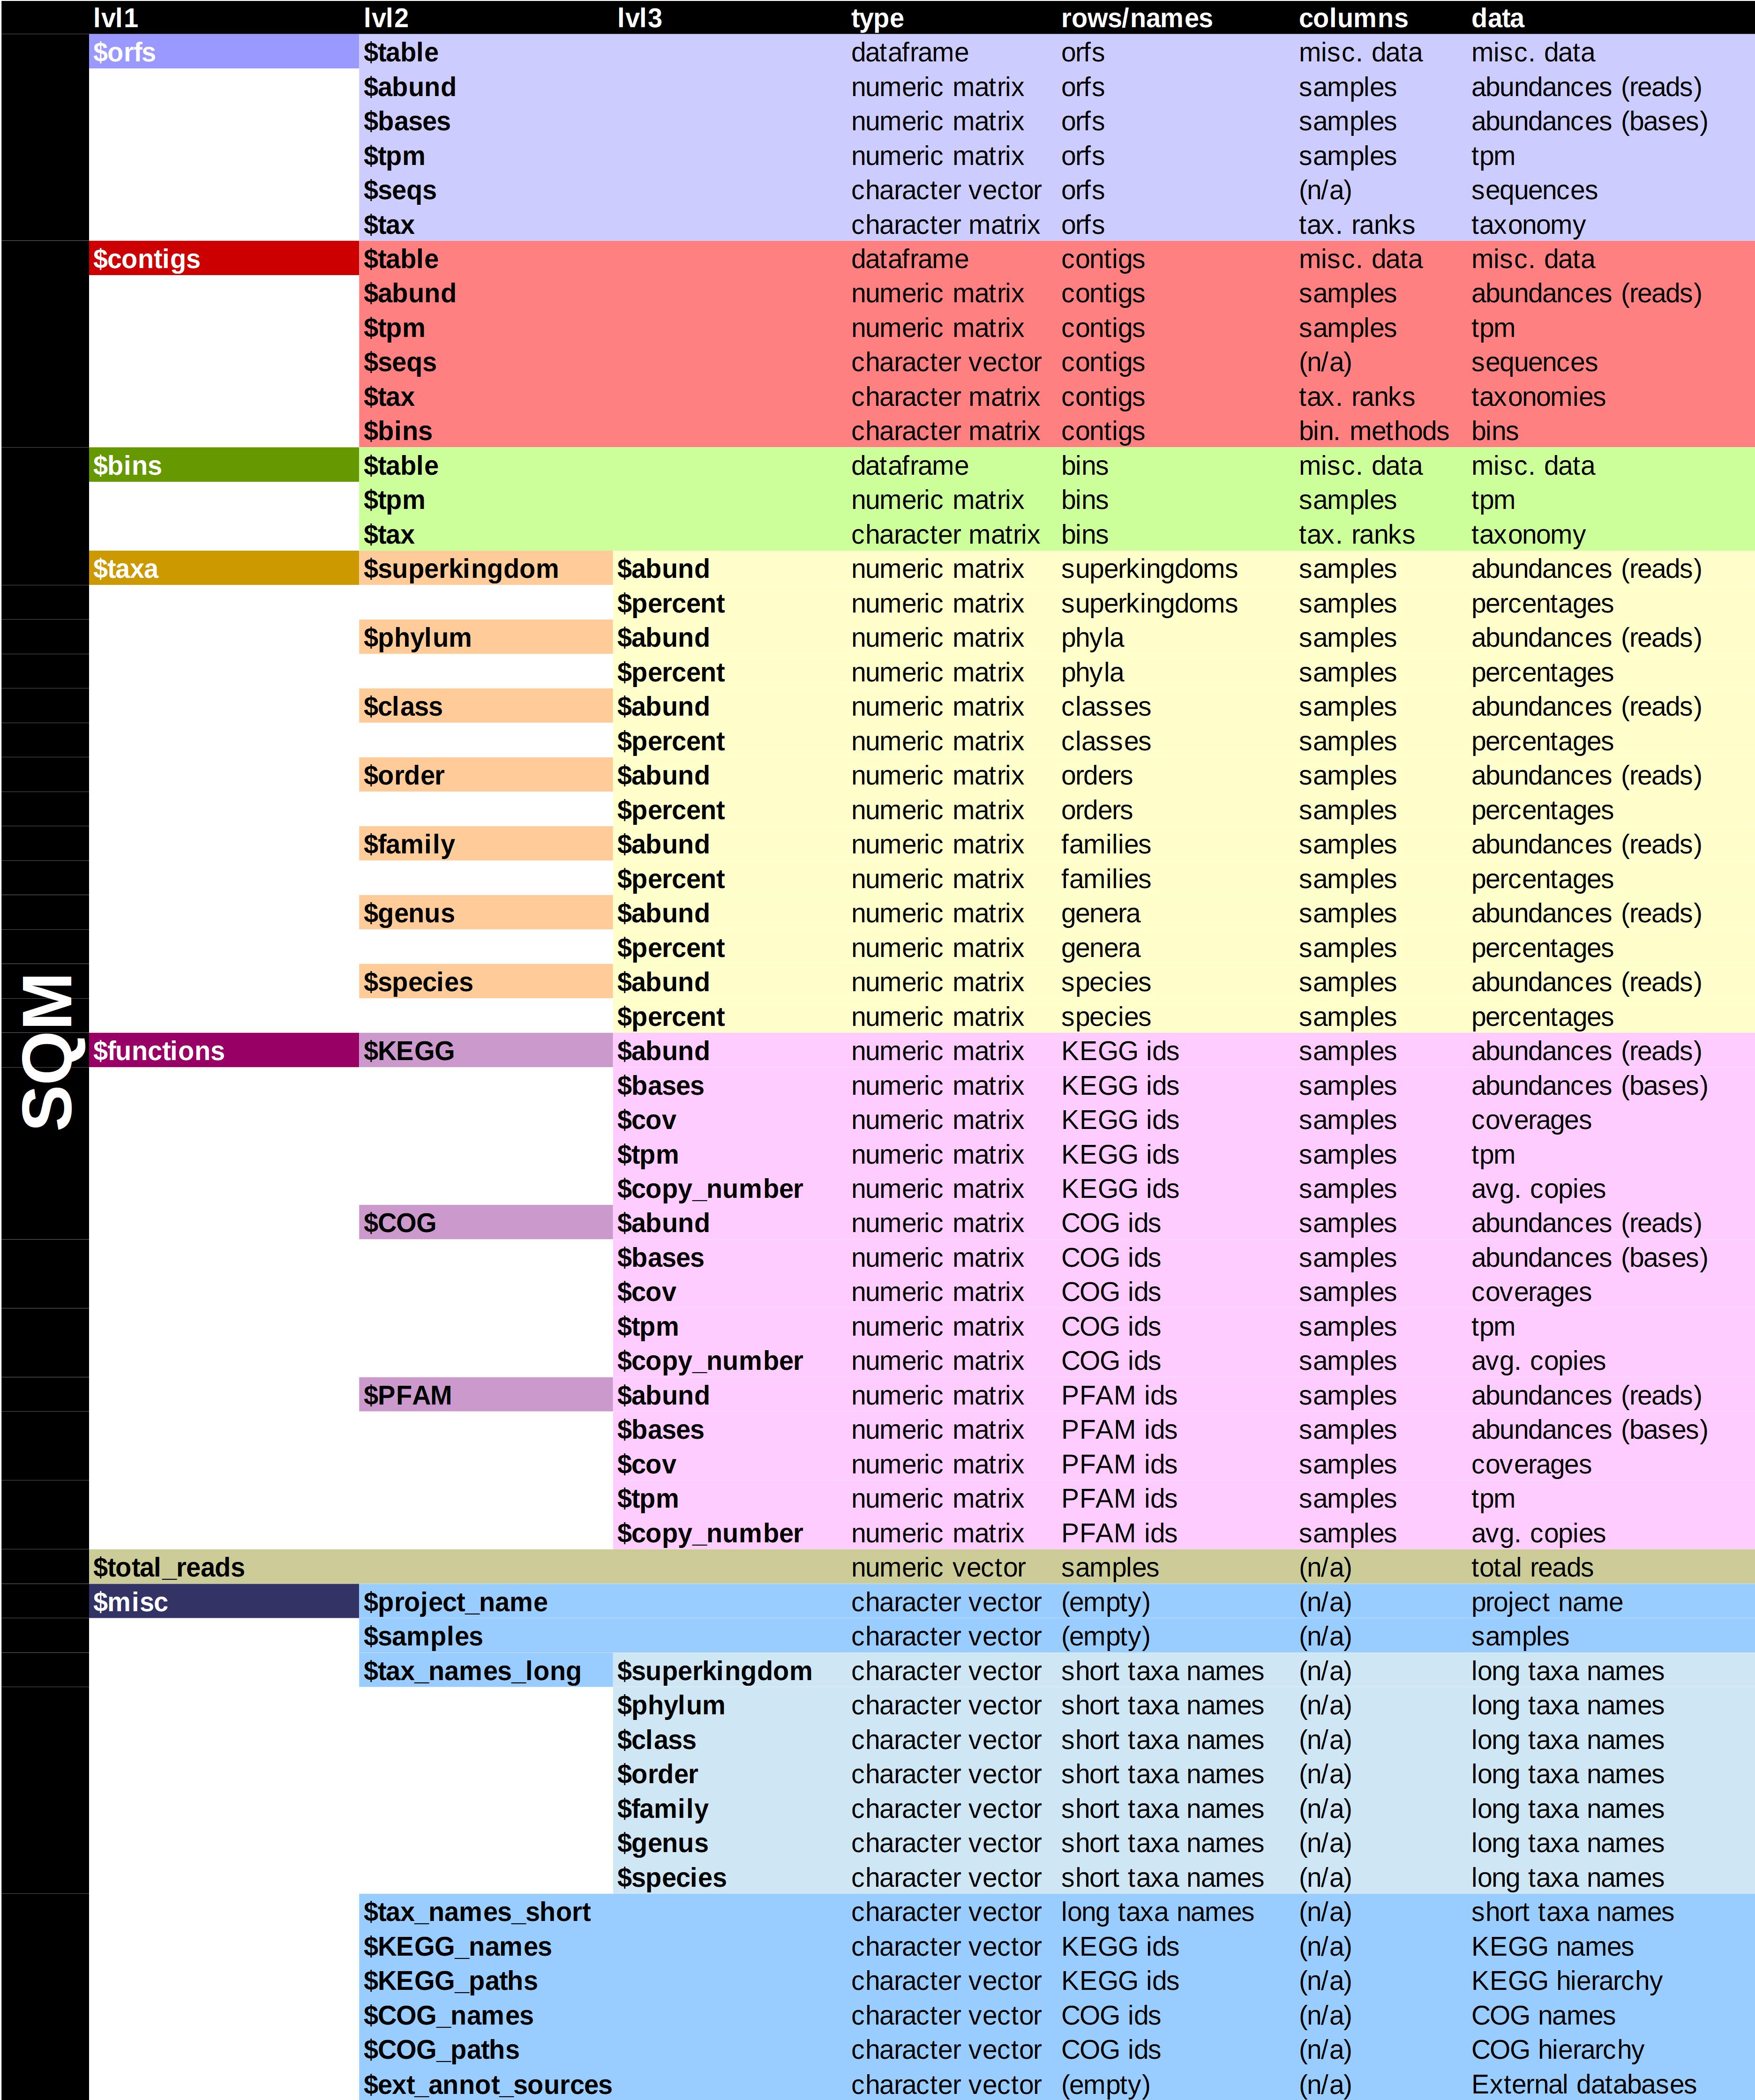 lvl1 lvl2 lvl3 type rows/names columns data
$orfs $table dataframe orfs misc. data misc. data
$abund numeric matrix orfs samples abundances (reads)
$bases numeric matrix orfs samples abundances (bases)
$tpm numeric matrix orfs samples tpm
$seqs character vector orfs (n/a) sequences
$tax character matrix orfs tax. ranks taxonomy
$contigs $table dataframe contigs misc. data misc. data
$abund numeric matrix contigs samples abundances (reads)
$tpm numeric matrix contigs samples tpm
$seqs character vector contigs (n/a) sequences
$tax character matrix contigs tax. ranks taxonomies
$bins character matrix contigs bin. methods bins
$bins $table dataframe bins misc. data misc. data
$tpm numeric matrix bins samples tpm
$tax character matrix bins tax. ranks taxonomy
$taxa $superkingdom $abund numeric matrix superkingdoms samples abundances (reads)
$percent numeric matrix superkingdoms samples percentages
$phylum $abund numeric matrix phyla samples abundances (reads)
$percent numeric matrix phyla samples percentages
$class $abund numeric matrix classes samples abundances (reads)
$percent numeric matrix classes samples percentages
$order $abund numeric matrix orders samples abundances (reads)
$percent numeric matrix orders samples percentages
$family $abund numeric matrix families samples abundances (reads)
$percent numeric matrix families samples percentages
$genus $abund numeric matrix genera samples abundances (reads)
$percent numeric matrix genera samples percentages
$species $abund numeric matrix species samples abundances (reads)
$percent numeric matrix species samples percentages
SQM
$functions $KEGG $abund numeric matrix KEGG ids samples abundances (reads)
$bases numeric matrix KEGG ids samples abundances (bases)
$cov numeric matrix KEGG ids samples coverages
$tpm numeric matrix KEGG ids samples tpm
$copy_number numeric matrix KEGG ids samples avg. copies
$COG $abund numeric matrix COG ids samples abundances (reads)
$bases numeric matrix COG ids samples abundances (bases)
$cov numeric matrix COG ids samples coverages
$tpm numeric matrix COG ids samples tpm
$copy_number numeric matrix COG ids samples avg. copies
$PFAM $abund numeric matrix PFAM ids samples abundances (reads)
$bases numeric matrix PFAM ids samples abundances (bases)
$cov numeric matrix PFAM ids samples coverages
$tpm numeric matrix PFAM ids samples tpm
$copy_number numeric matrix PFAM ids samples avg. copies
$total_reads numeric vector samples (n/a) total reads
$misc $project_name character vector (empty) (n/a) project name
$samples character vector (empty) (n/a) samples
$tax_names_long $superkingdom character vector short taxa names (n/a) long taxa names
$phylum character vector short taxa names (n/a) long taxa names
$class character vector short taxa names (n/a) long taxa names
$order character vector short taxa names (n/a) long taxa names
$family character vector short taxa names (n/a) long taxa names
$genus character vector short taxa names (n/a) long taxa names
$species character vector short taxa names (n/a) long taxa names
$tax_names_short character vector long taxa names (n/a) short taxa names
$KEGG_names character vector KEGG ids (n/a) KEGG names
$KEGG_paths character vector KEGG ids (n/a) KEGG hierarchy
$COG_names character vector COG ids (n/a) COG names
$COG_paths character vector COG ids (n/a) COG hierarchy
$ext_annot_sources character vector (empty) (n/a) External databases